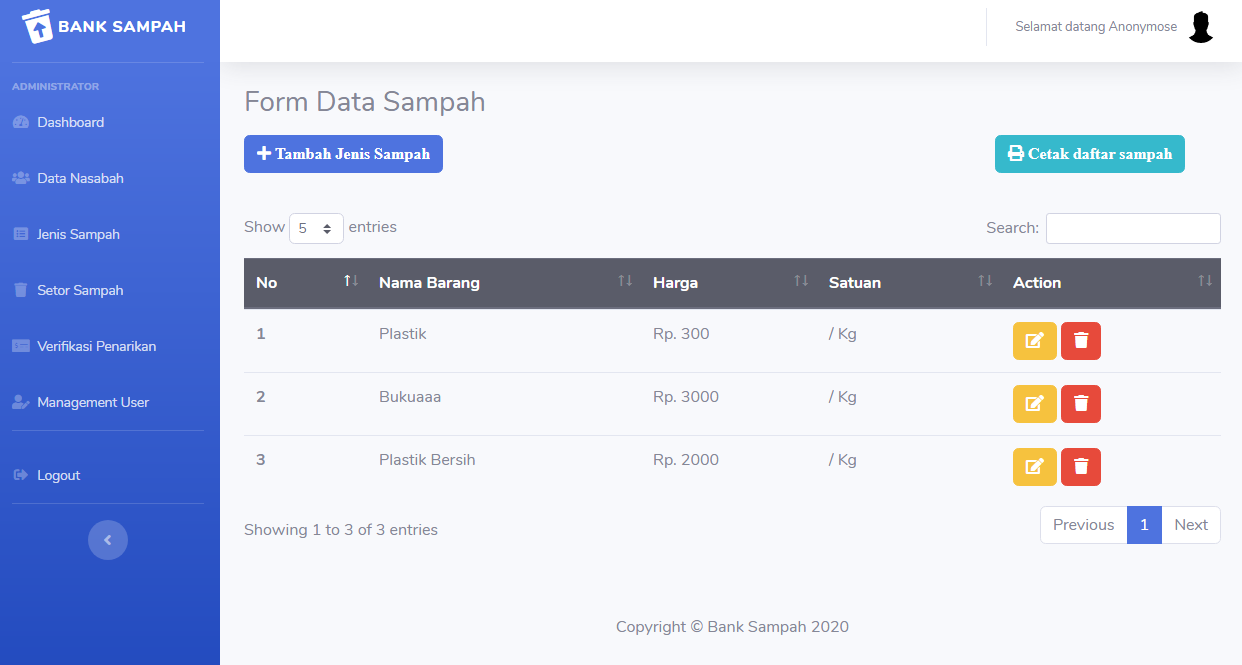 BANK SAMPAH
Selamat datang Anonymose
ADMINISTRATOR
Dashboard
Data Nasabah
Jenis Sampah
Setor Sampah
Verifikasi Penarikan
Management User
Logout
Form Data Sampah
Tambah Jenis Sampah Cetak daftar sampah
Show 5 entries Search:
No Nama Barang Harga Satuan Action
1 Plastik Rp. 300 / Kg
2 Bukuaaa Rp. 3000 / Kg
3 Plastik Bersih Rp. 2000 / Kg
Showing 1 to 3 of 3 entries Previous 1 Next
Copyright © Bank Sampah 2020